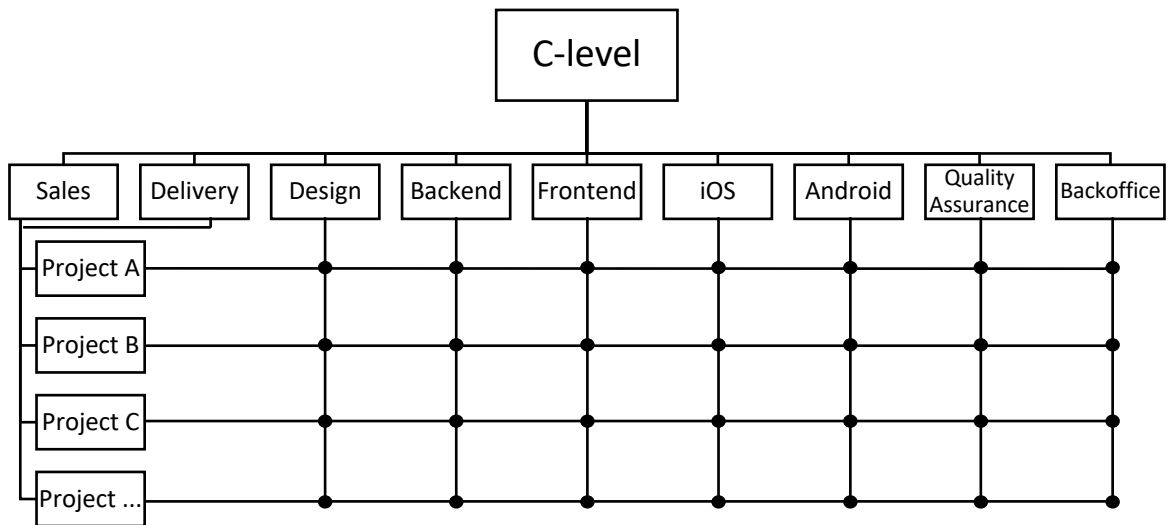 C-level
Sales
Delivery
Design
Backend
Frontend
iOS
Android
Quality
Assurance
Backoffice
Project A
Project B
Project C
Project ...